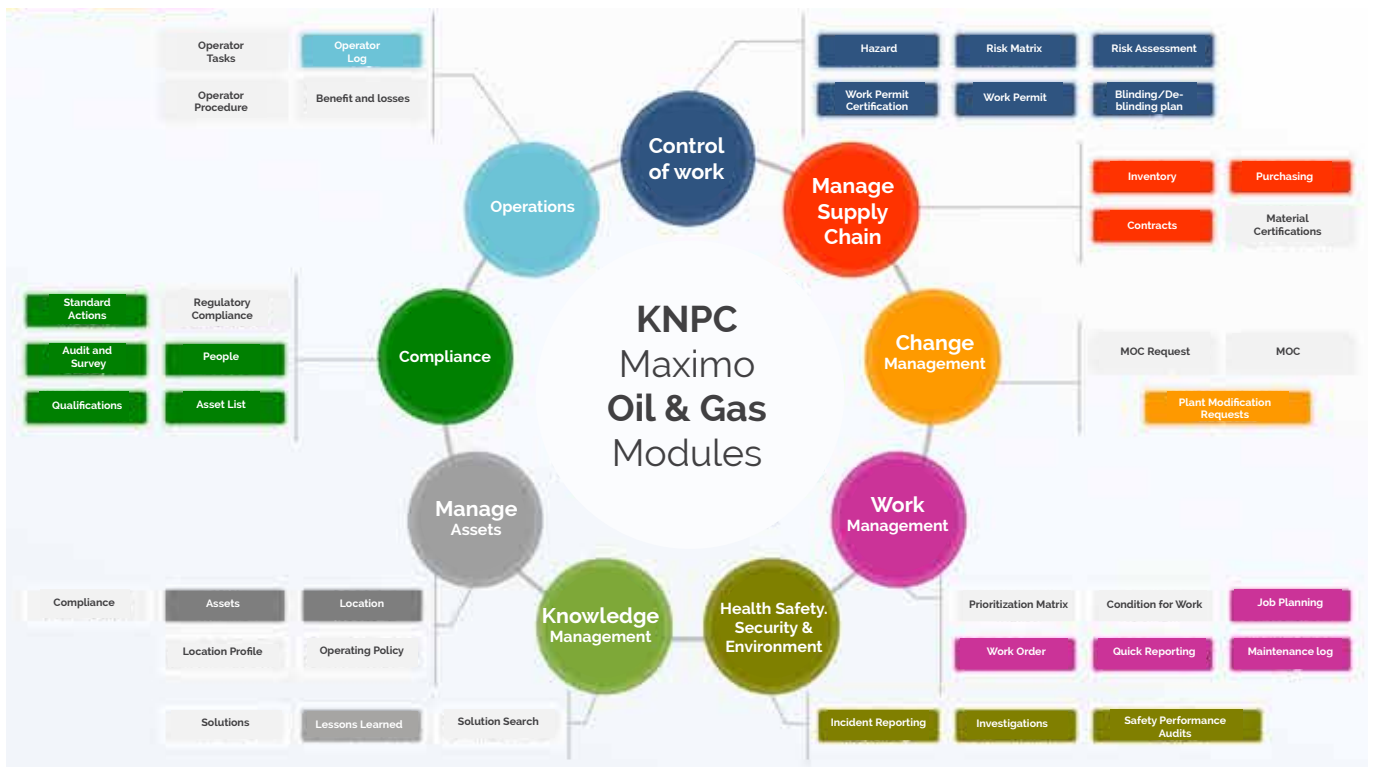 Operator
Tasks
Operator
Log
Operator
Procedure
Benefit and losses
Hazard
Risk Matrix
Risk Assessment
Work Permit
Certification
Work Permit
Blinding/De-
blinding plan
Control
of work
Operations
Manage
Supply
Chain
Inventory
Purchasing
Contracts
Material
Certifications
Standard
Actions
Regulatory
Compliance
Audit and
Survey
People
Qualifications
Asset List
Compliance
KNPC
Maximo
Oil & Gas
Modules
Change
Management
MOC Request
MOC
Plant Modification
Requests
Manage
Assets
Work
Management
Compliance
Assets
Location
Location Profile
Operating Policy
Knowledge
Management
Health Safety.
Security &
Environment
Prioritization Matrix
Condition for Work
Job Planning
Work Order
Quick Reporting
Maintenance log
Solutions
Lessons Learned
Solution Search
Incident Reporting
Investigations
Safety Performance
Audits